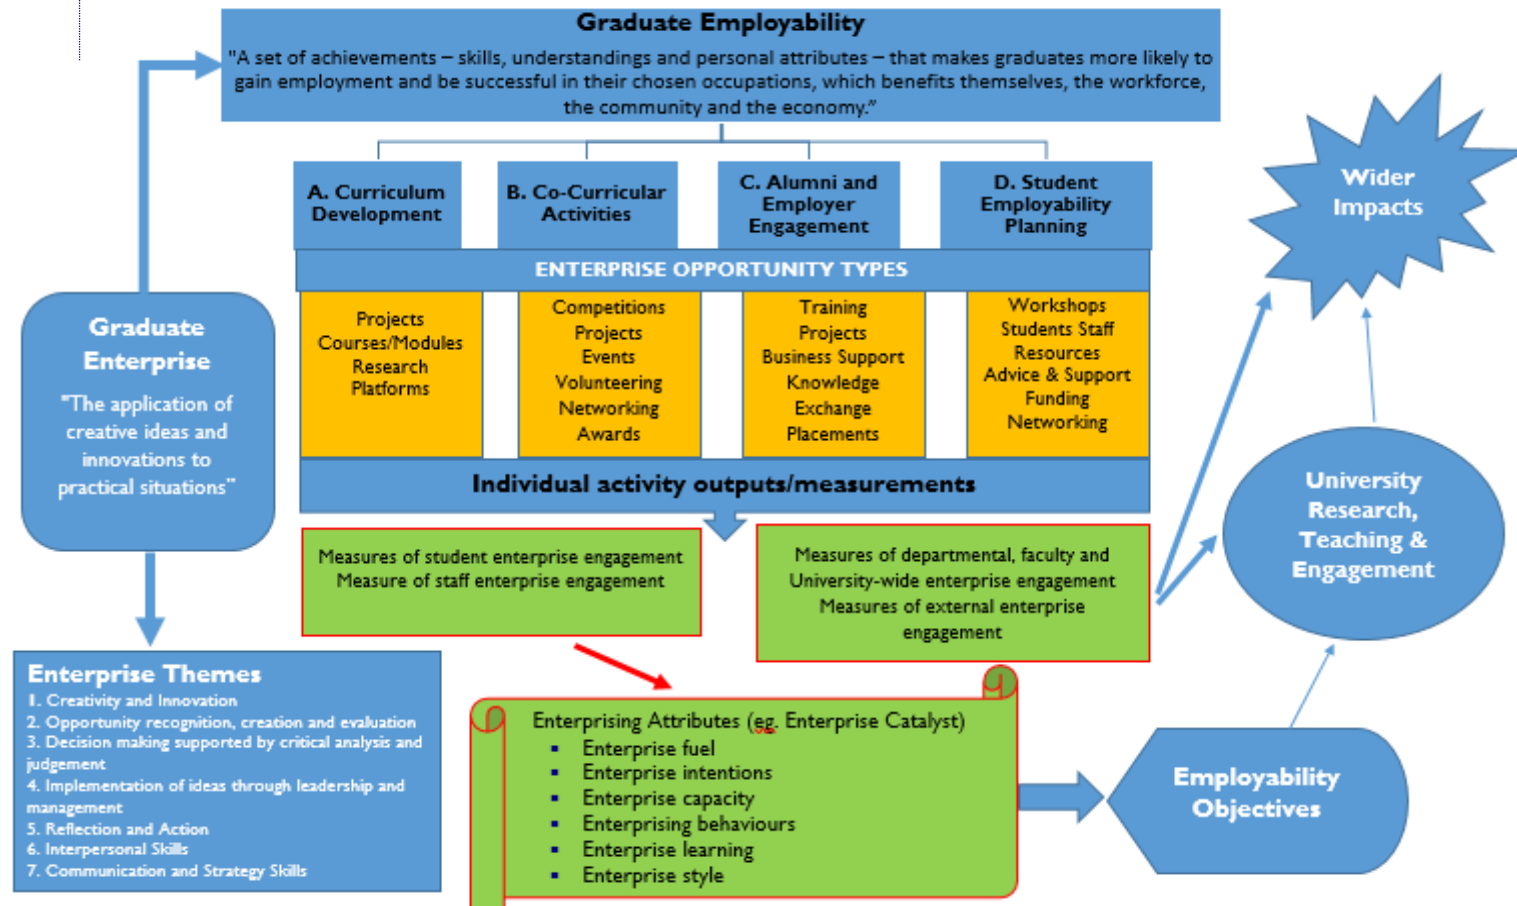 Graduate Employability
"A set of achievements – skills, understandings and personal attributes – that makes graduates more likely to
gain employment and be successful in their chosen occupations, which benefits themselves, the workforce,
the community and the economy.”
A. Curriculum
Development
B. Co-Curricular
Activities
C. Alumni and
Employer
Engagement
D. Student
Employability
Planning
ENTERPRISE OPPORTUNITY TYPES
Projects
Courses/Modules
Research
Platforms
Competitions
Projects
Events
Volunteering
Networking
Awards
Training
Projects
Business Support
Knowledge
Exchange
Placements
Workshops
Students Staff
Resources
Advice & Support
Funding
Networking
Individual activity outputs/measurements
Graduate
Enterprise
"The application of
creative ideas and
innovations to
practical situations”
Measures of student enterprise engagement
Measure of staff enterprise engagement
Measures of departmental, faculty and
University-wide enterprise engagement
Measures of external enterprise
engagement
Enterprise Themes
1. Creativity and Innovation
2. Opportunity recognition, creation and evaluation
3. Decision making supported by critical analysis and
judgement
4. Implementation of ideas through leadership and
management
5. Reflection and Action
6. Interpersonal Skills
7. Communication and Strategy Skills
Enterprising Attributes (eg. Enterprise Catalyst)
▪ Enterprise fuel
▪ Enterprise intentions
▪ Enterprise capacity
▪ Enterprising behaviours
▪ Enterprise learning
▪ Enterprise style
Employability
Objectives
University
Research,
Teaching &
Engagement
Wider
Impacts